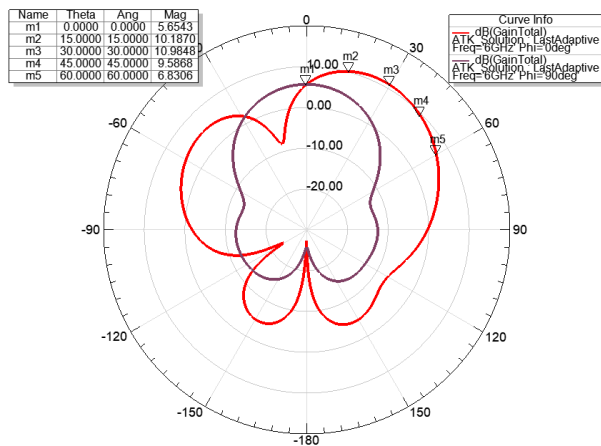 Name Theta Ang Mag
m1 0.0000 0.0000 5.6543
m2 15.0000 15.0000 10.1870
m3 30.0000 30.0000 10.9848
m4 45.0000 45.0000 9.5868
m5 60.0000 60.0000 6.8306
Curve Info
dB(GainTotal)
ATK_Solution : LastAdaptive
Freq='6GHz' Phi='0deg'
dB(GainTotal)
ATK_Solution : LastAdaptive
Freq='6GHz' Phi='90deg'
0
-30 30
-60 60
-90 90
-120 120
-150 150
-180
10.00
0.00
-10.00
-20.00
m1
m2
m3
m4
m5